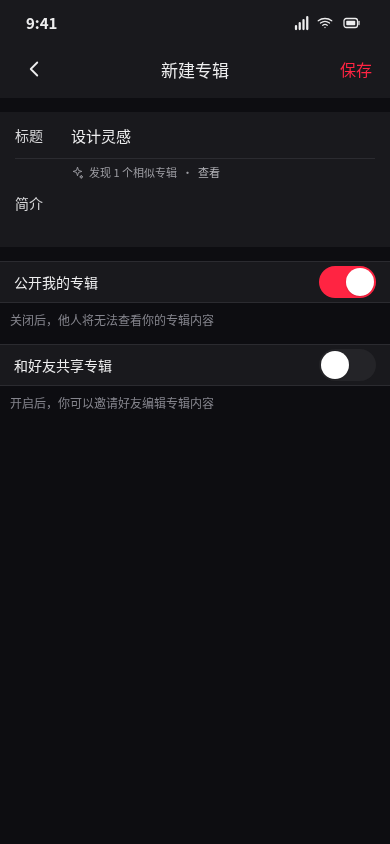 9:41
新建专辑
保存
标题 设计灵感
发现 1 个相似专辑 · 查看
简介
公开我的专辑
关闭后，他人将无法查看你的专辑内容
和好友共享专辑
开启后，你可以邀请好友编辑专辑内容